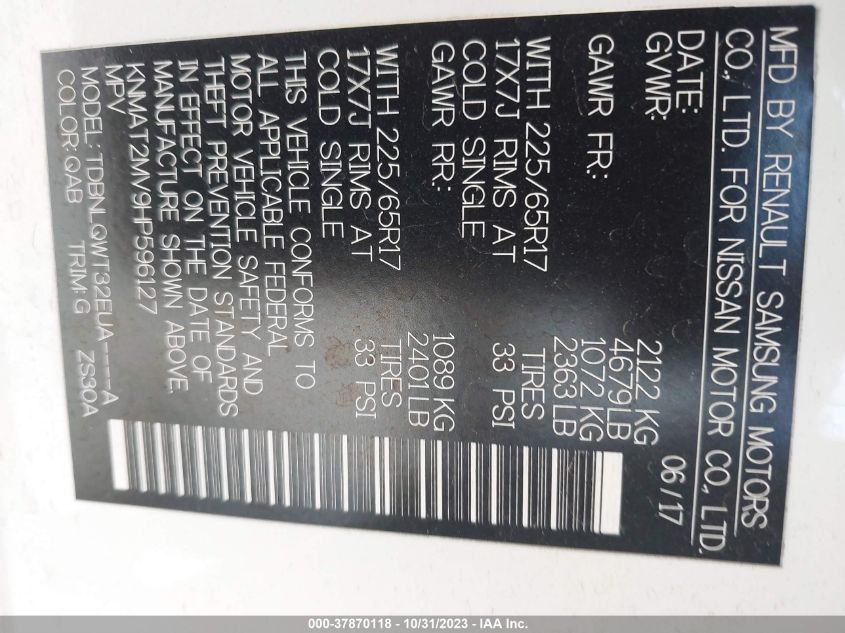 MFD BY RENAULT SAMSUNG MOTORS
CO., LTD. FOR NISSAN MOTOR CO., LTD.
DATE: 06/17
GVWR: 2122 KG
4679LB
GAWR FR: 1072 KG
2363 LB
WITH 225/65R17 TIRES
17X7J RIMS AT 33 PSI
COLD SINGLE
GAWR RR: 1089 KG
2401 LB
WITH 225/65R17 TIRES
17X7J RIMS AT 33 PSI
COLD SINGLE
THIS VEHICLE CONFORMS TO
ALL APPLICABLE FEDERAL
MOTOR VEHICLE SAFETY AND
THEFT PREVENTION STANDARDS
IN EFFECT ON THE DATE OF
MANUFACTURE SHOWN ABOVE.
KNMAT2MV9HP596127
MPV
MODEL: TDBNLQWT32EUA----A
COLOR: QAB TRIM:G ZS30A
000-37870118 - 10/31/2023 - IAA Inc.